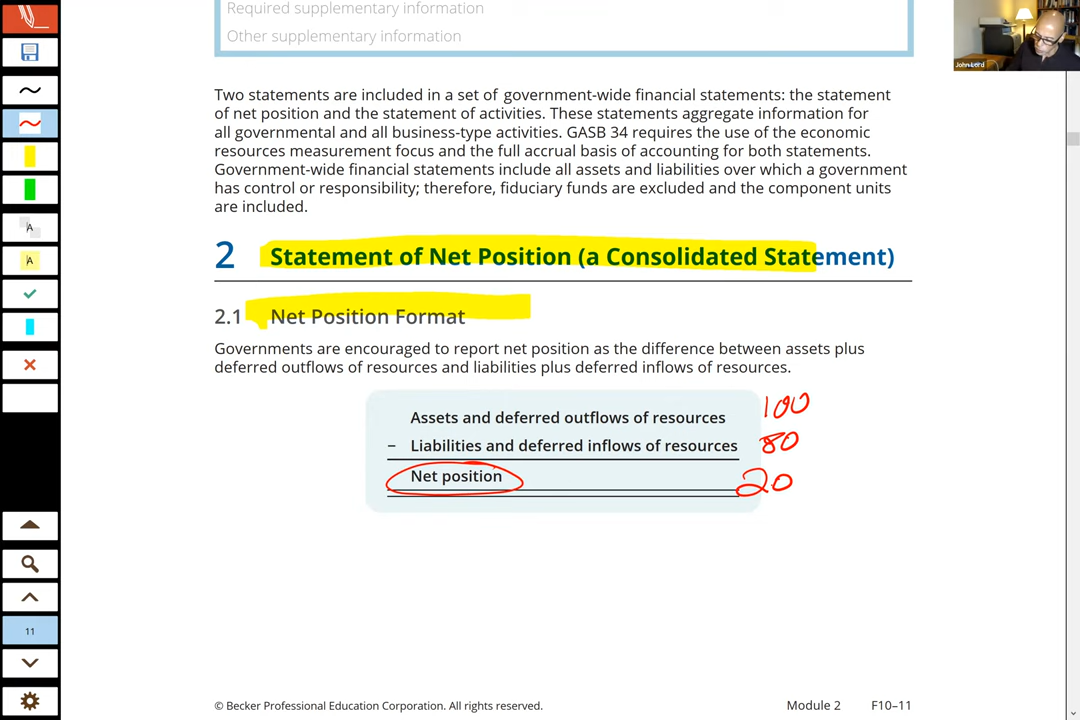 Required supplementary information
Other supplementary information
John Lord
Two statements are included in a set of government-wide financial statements: the statement
of net position and the statement of activities. These statements aggregate information for
all governmental and all business-type activities. GASB 34 requires the use of the economic
resources measurement focus and the full accrual basis of accounting for both statements.
Government-wide financial statements include all assets and liabilities over which a government
has control or responsibility; therefore, fiduciary funds are excluded and the component units
are included.
2 Statement of Net Position (a Consolidated Statement)
2.1 Net Position Format
Governments are encouraged to report net position as the difference between assets plus
deferred outflows of resources and liabilities plus deferred inflows of resources.
Assets and deferred outflows of resources 100
– Liabilities and deferred inflows of resources 80
Net position 20
A
A
11
© Becker Professional Education Corporation. All rights reserved. Module 2 F10–11